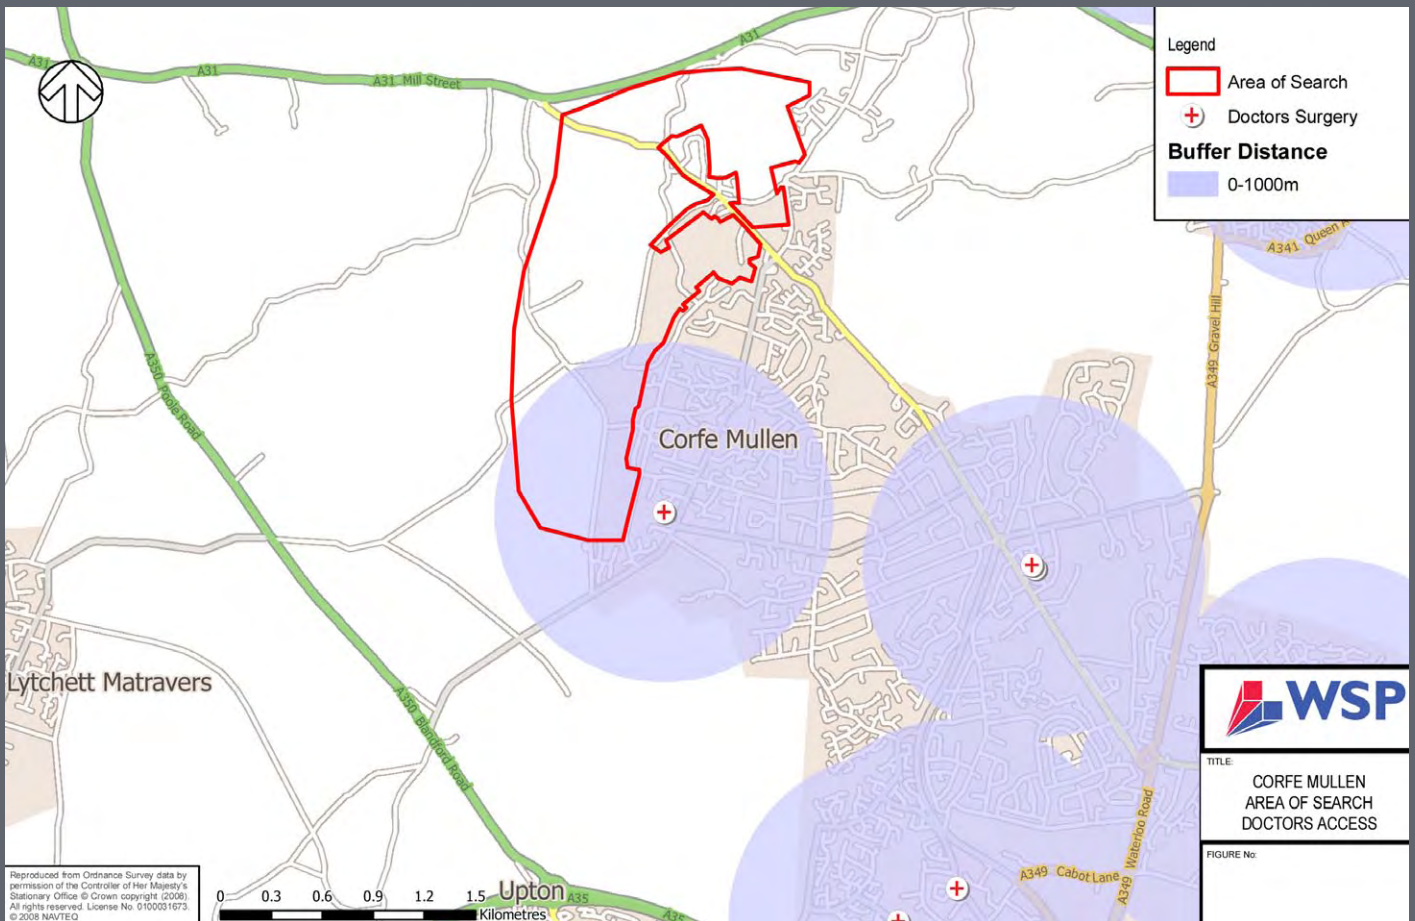 A31
A31
A31 Mill Street
A31
Legend
Area of Search
Doctors Surgery
Buffer Distance
0-1000m
A341 Queen
A349 Gravel Hill
A350 Poole Road
Corfe Mullen
Lytchett Matravers
A350 Blandford Road
WSP
TITLE:
CORFE MULLEN
AREA OF SEARCH
DOCTORS ACCESS
FIGURE No:
A349 Waterloo Road
A349 Cabot Lane
Reproduced from Ordnance Survey data by
permission of the Controller of Her Majesty's
Stationary Office © Crown copyright (2008).
All rights reserved. License No. 0100031673.
© 2008 NAVTEQ
0 0.3 0.6 0.9 1.2 1.5
Kilometres
Upton
A35
A35